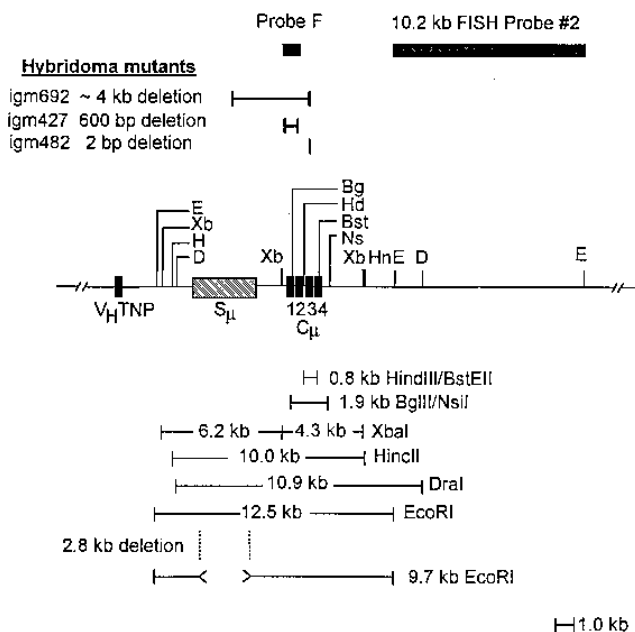 Probe F
10.2 kb FISH Probe #2
Hybridoma mutants
igm692 ~ 4 kb deletion
igm427 600 bp deletion
igm482 2 bp deletion
Bg
Hd
Bst
Ns
E
Xb
H
D
Xb
Xb
Hn
E
D
E
VHTNP
Sμ
1234
Cμ
0.8 kb HindIII/BstEII
1.9 kb BglII/NsiI
6.2 kb 4.3 kb XbaI
10.0 kb HincII
10.9 kb DraI
12.5 kb EcoRI
2.8 kb deletion
9.7 kb EcoRI
1.0 kb